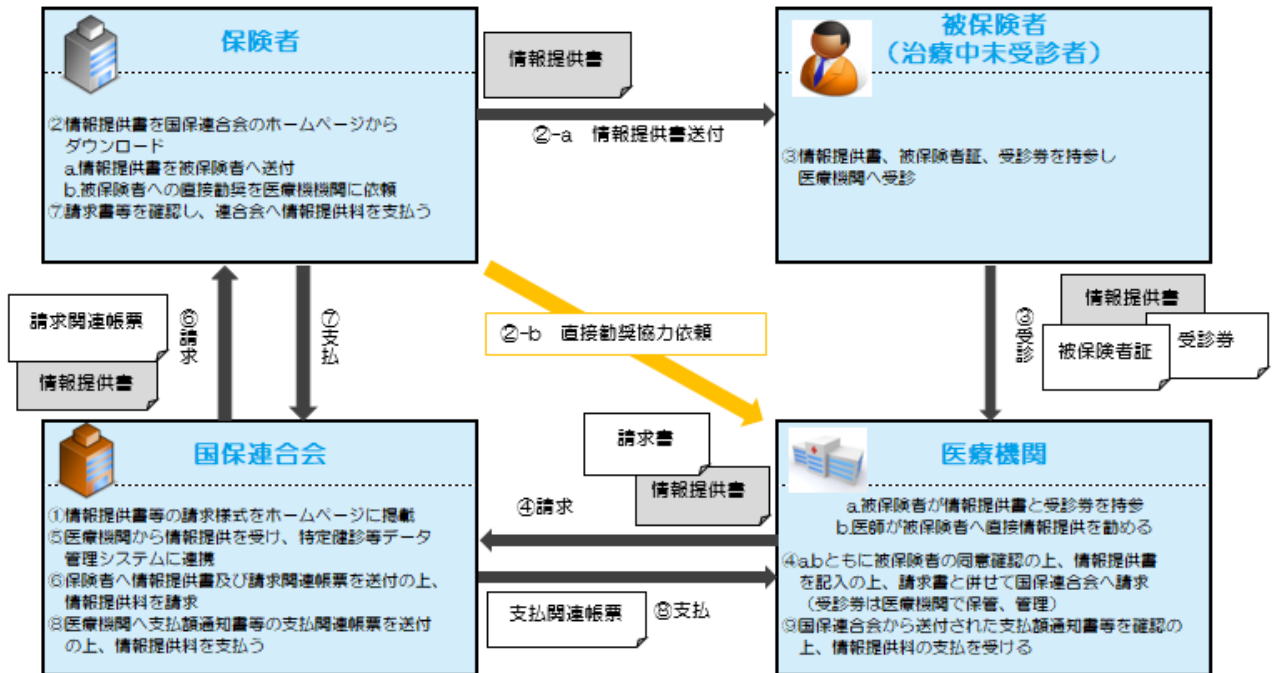 保険者
②情報提供書を国保連合会のホームページから
ダウンロード
a.情報提供書を被保険者へ送付
b.被保険者への直接勧奨を医療機機関に依頼
⑦請求書等を確認し、連合会へ情報提供料を支払う
情報提供書
②-a 情報提供書送付
被保険者
（治療中未受診者）
③情報提供書、被保険者証、受診券を持参し
医療機関へ受診
請求関連帳票
情報提供書
⑥請求
⑦支払
②-b 直接勧奨協力依頼
③受診
情報提供書
被保険者証
受診券
国保連合会
①情報提供書等の請求様式をホームページに掲載
⑤医療機関から情報提供を受け、特定健診等データ
管理システムに連携
⑥保険者へ情報提供書及び請求関連帳票を送付の上、
情報提供料を請求
⑧医療機関へ支払額通知書等の支払関連帳票を送付
の上、情報提供料を支払う
請求書
情報提供書
④請求
支払関連帳票
⑧支払
医療機関
a.被保険者が情報提供書と受診券を持参
b.医師が被保険者へ直接情報提供を勧める
④a,bともに被保険者の同意確認の上、情報提供書
を記入の上、請求書と併せて国保連合会へ請求
（受診券は医療機関で保管、管理）
⑨国保連合会から送付された支払額通知書等を確認の
上、情報提供料の支払を受ける